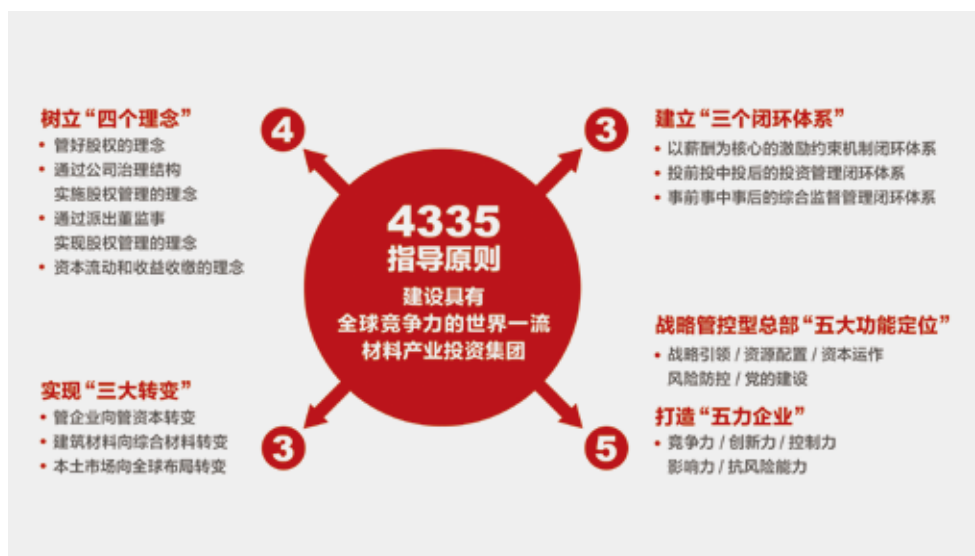 树立“四个理念”
• 管好股权的理念
• 通过公司治理结构
实施股权管理的理念
• 通过派出董监事
实现股权管理的理念
• 资本流动和收益收缴的理念
4
3
建立“三个闭环体系”
• 以薪酬为核心的激励约束机制闭环体系
• 投前投中投后的投资管理闭环体系
• 事前事中事后的综合监督管理闭环体系
4335
指导原则
建设具有
全球竞争力的世界一流
材料产业投资集团
实现“三大转变”
• 管企业向管资本转变
• 建筑材料向综合材料转变
• 本土市场向全球布局转变
3
5
战略管控型总部“五大功能定位”
• 战略引领 / 资源配置 / 资本运作
风险防控 / 党的建设
打造“五力企业”
• 竞争力 / 创新力 / 控制力
影响力 / 抗风险能力